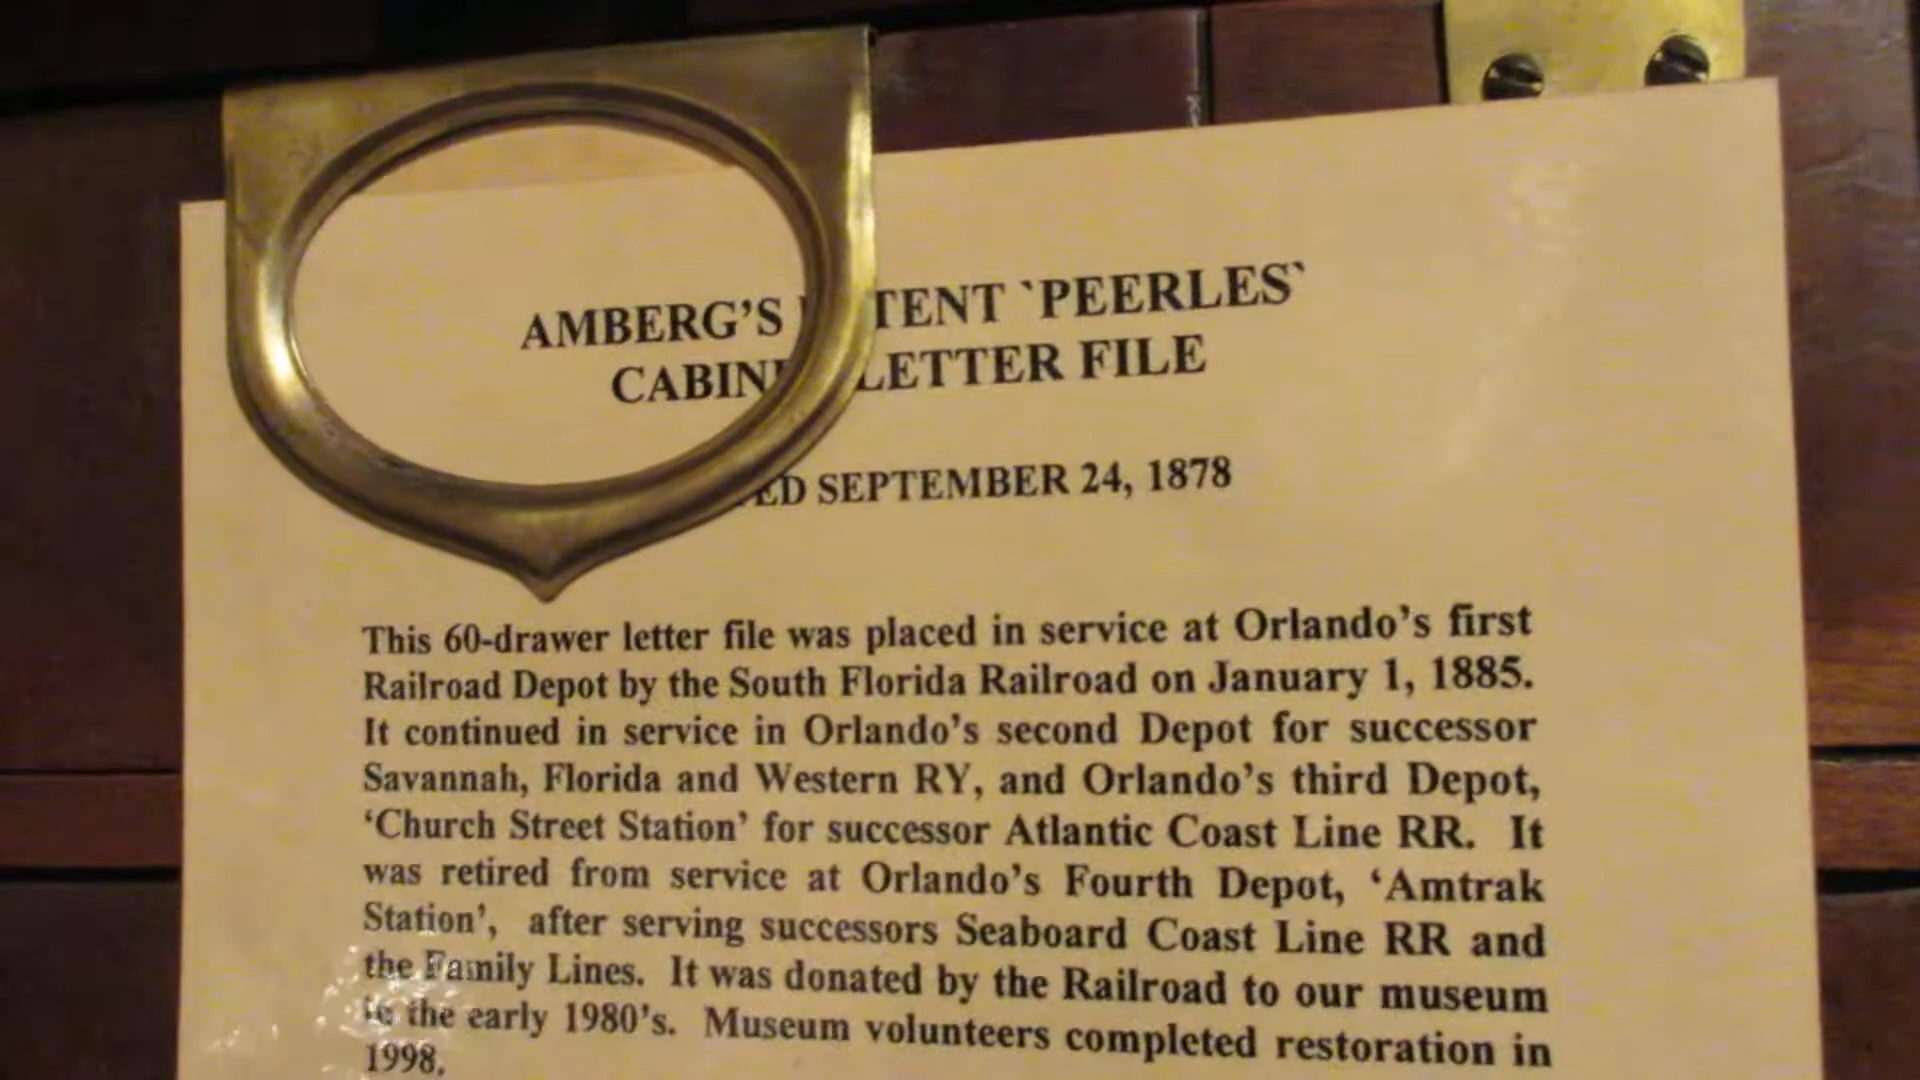 AMBERG'S TENT `PEERLES`
LETTER FILE
SEPTEMBER 24, 1878
This 60-drawer letter file was placed in service at Orlando's first
Railroad Depot by the South Florida Railroad on January 1, 1885.
It continued in service in Orlando's second Depot for successor
Savannah, Florida and Western RY, and Orlando's third Depot,
'Church Street Station' for successor Atlantic Coast Line RR. It
was retired from service at Orlando's Fourth Depot, 'Amtrak
Station', after serving successors Seaboard Coast Line RR and
the Family Lines. It was donated by the Railroad to our museum
in the early 1980's. Museum volunteers completed restoration in
1998.